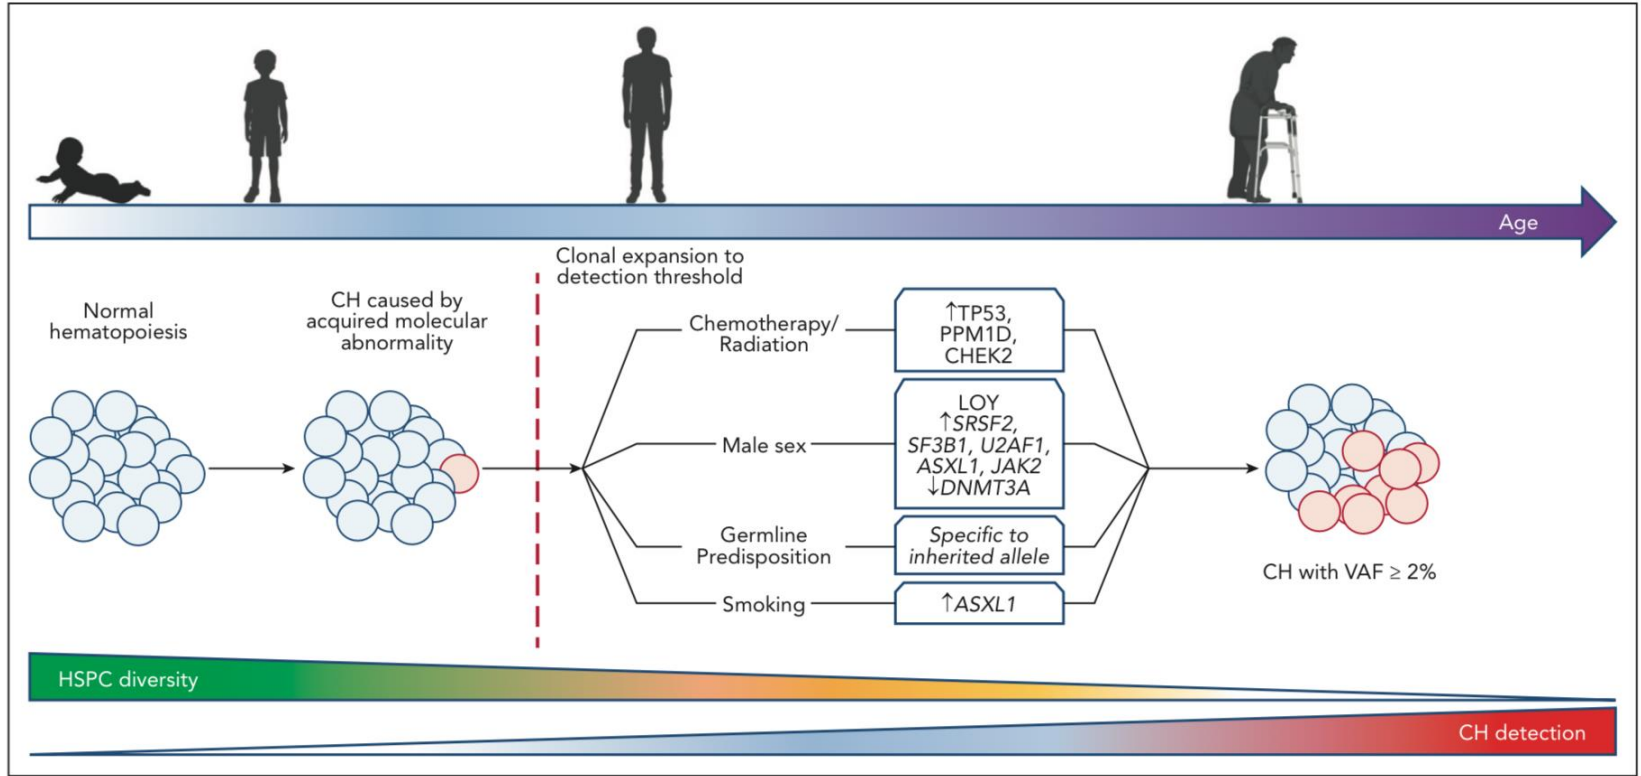 Age
Clonal expansion to
detection threshold
Normal
hematopoiesis
CH caused by
acquired molecular
abnormality
Chemotherapy/
Radiation
↑TP53,
PPM1D,
CHEK2
Male sex
LOY
↑SRSF2,
SF3B1, U2AF1,
ASXL1, JAK2
↓DNMT3A
Germline
Predisposition
Specific to
inherited allele
Smoking
↑ASXL1
CH with VAF ≥ 2%
HSPC diversity
CH detection